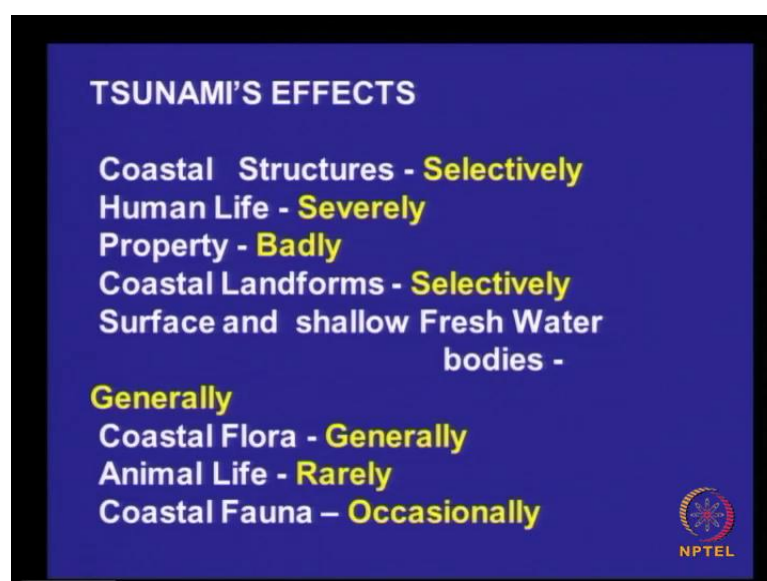 TSUNAMI'S EFFECTS
Coastal Structures - Selectively
Human Life - Severely
Property - Badly
Coastal Landforms - Selectively
Surface and shallow Fresh Water
bodies -
Generally
Coastal Flora - Generally
Animal Life - Rarely
Coastal Fauna – Occasionally
NPTEL